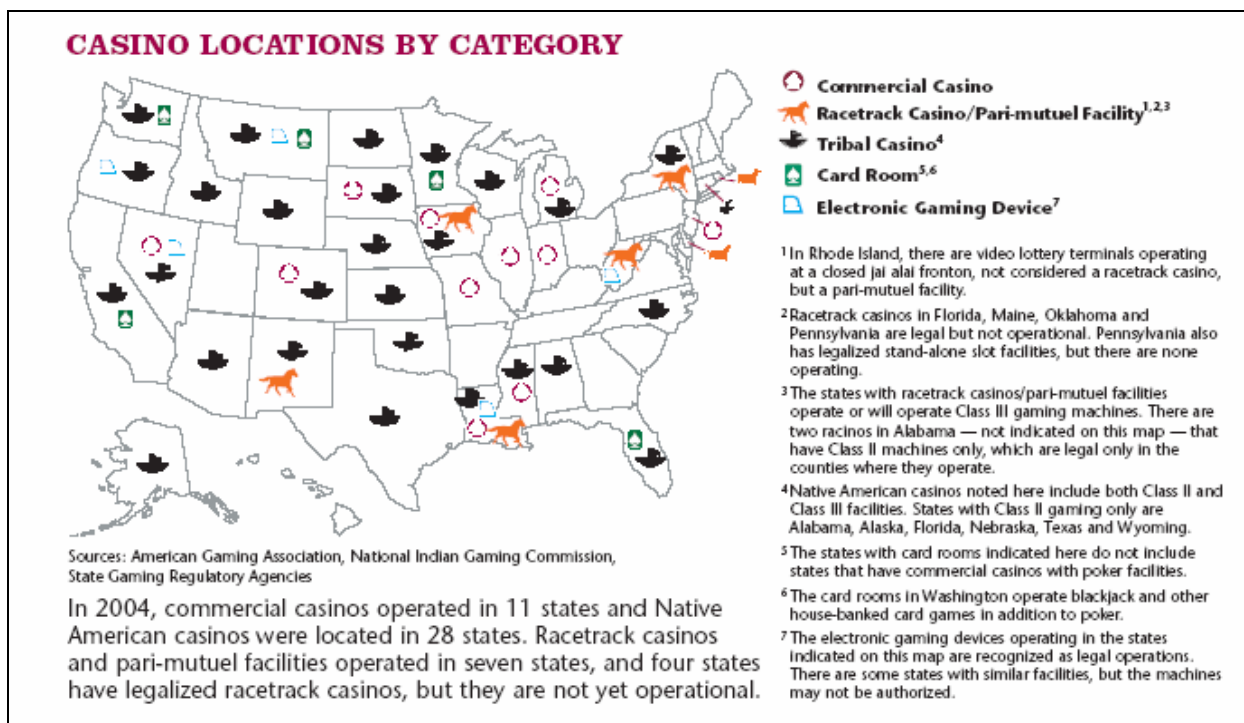 CASINO LOCATIONS BY CATEGORY
Commercial Casino
Racetrack Casino/Pari-mutuel Facility1,2,3
Tribal Casino4
Card Room5,6
Electronic Gaming Device7
1 In Rhode Island, there are video lottery terminals operating
at a closed jai alai fronton, not considered a racetrack casino,
but a pari-mutuel facility.
2 Racetrack casinos in Florida, Maine, Oklahoma and
Pennsylvania are legal but not operational. Pennsylvania also
has legalized stand-alone slot facilities, but there are none
operating.
3 The states with racetrack casinos/pari-mutuel facilities
operate or will operate Class III gaming machines. There are
two racinos in Alabama — not indicated on this map — that
have Class II machines only, which are legal only in the
counties where they operate.
4 Native American casinos noted here include both Class II and
Class III facilities. States with Class II gaming only are
Alabama, Alaska, Florida, Nebraska, Texas and Wyoming.
5 The states with card rooms indicated here do not include
states that have commercial casinos with poker facilities.
6 The card rooms in Washington operate blackjack and other
house-banked card games in addition to poker.
7 The electronic gaming devices operating in the states
indicated on this map are recognized as legal operations.
There are some states with similar facilities, but the machines
may not be authorized.
Sources: American Gaming Association, National Indian Gaming Commission,
State Gaming Regulatory Agencies
In 2004, commercial casinos operated in 11 states and Native
American casinos were located in 28 states. Racetrack casinos
and pari-mutuel facilities operated in seven states, and four states
have legalized racetrack casinos, but they are not yet operational.